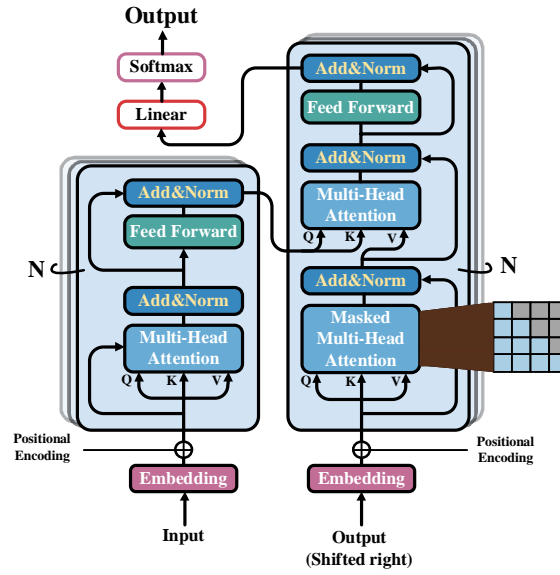 Output
Softmax
Linear
Add&Norm
Feed Forward
Multi-Head
Attention
Q
K
V
N
Add&Norm
Feed Forward
Add&Norm
Multi-Head
Attention
Q
K
V
Positional
Encoding
Embedding
Input
Add&Norm
Add&Norm
Masked
Multi-Head
Attention
Q
K
V
N
Positional
Encoding
Embedding
Output
(Shifted right)